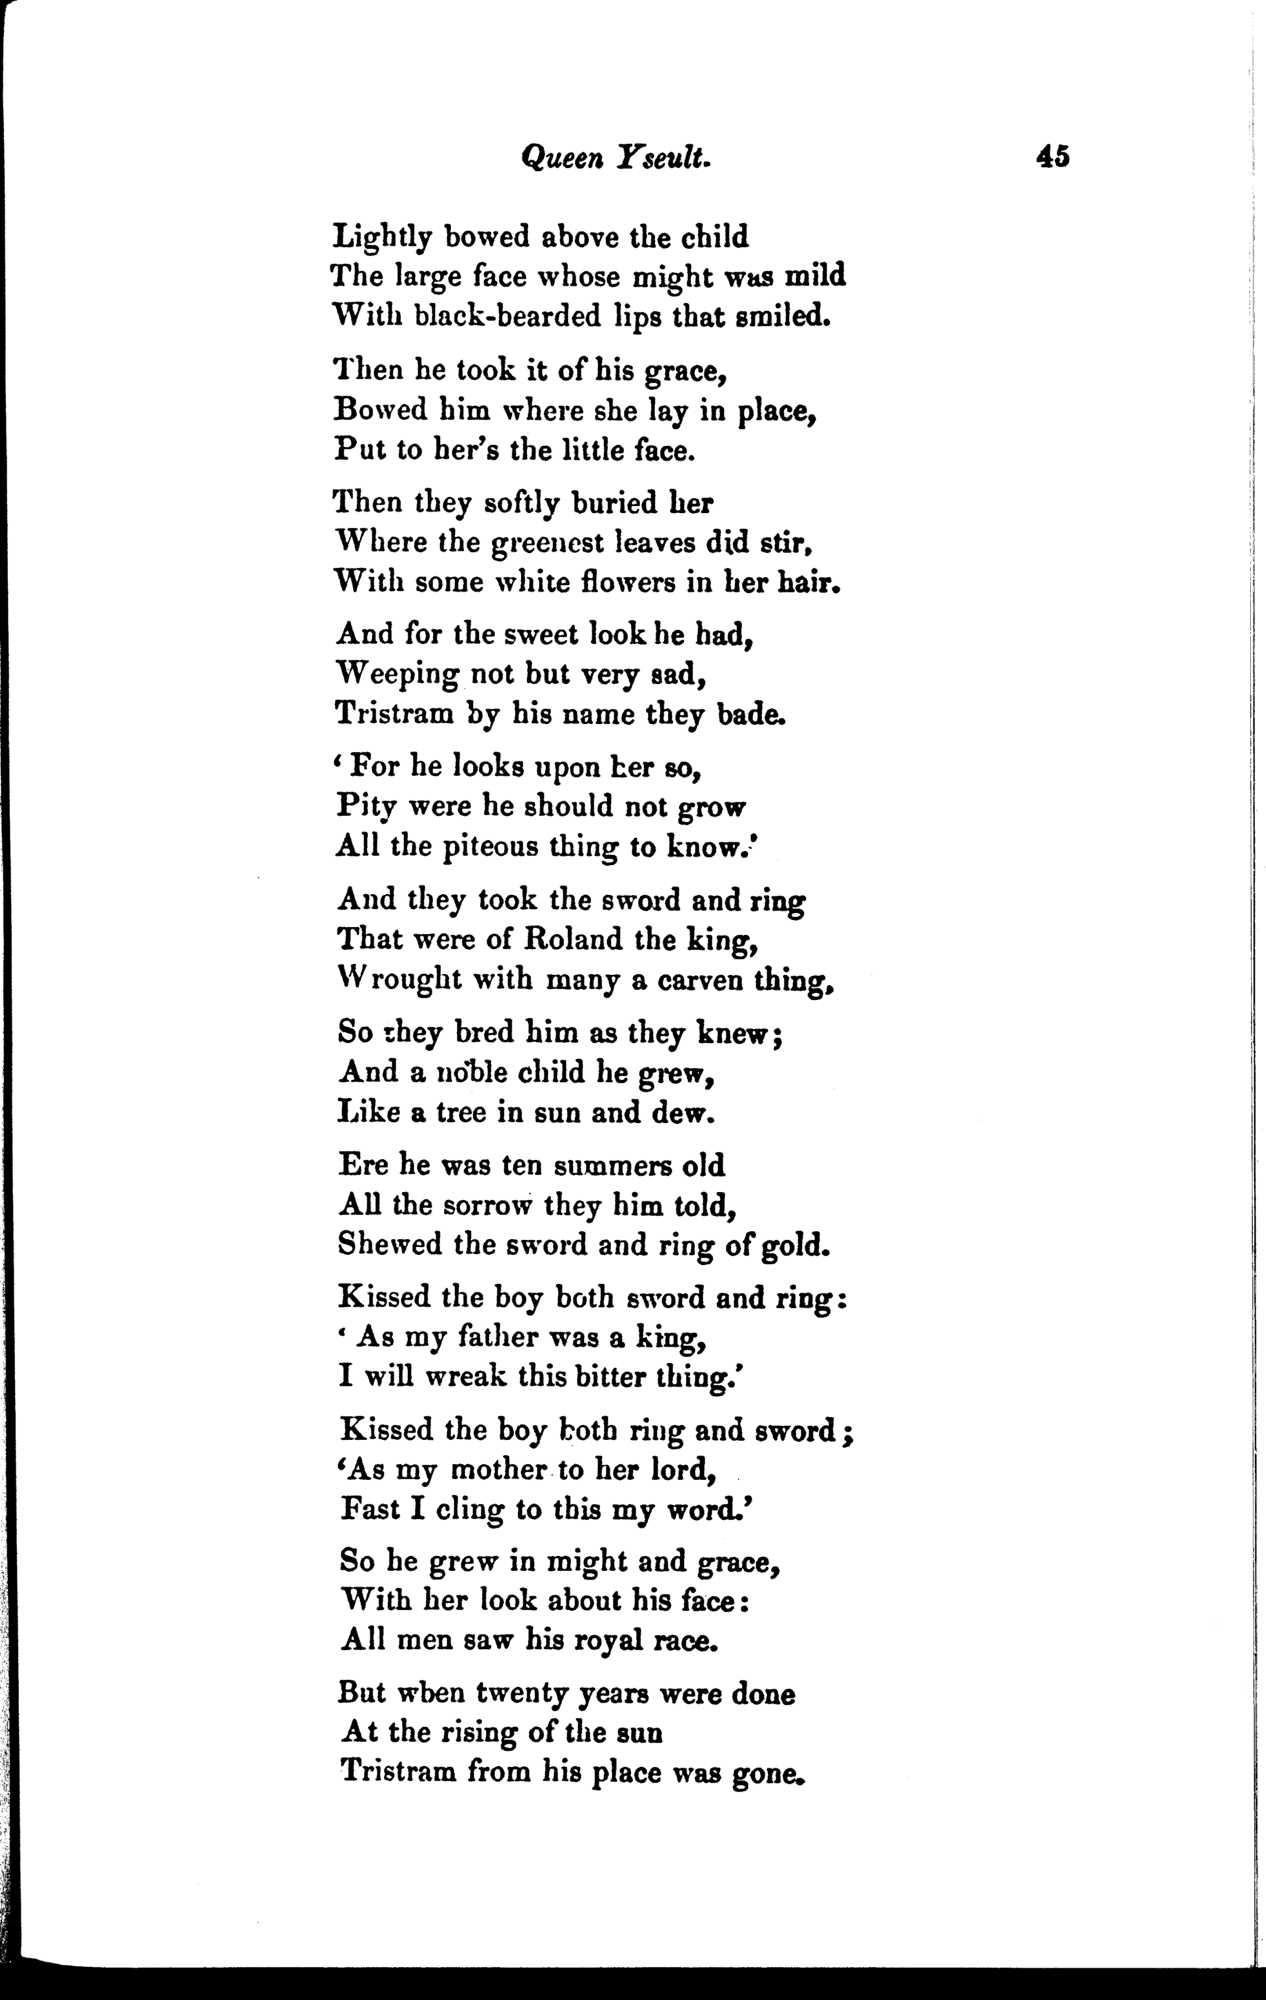 Queen Yseult. 45
Lightly bowed above the child
The large face whose might was mild
With black-bearded lips that smiled.
Then he took it of his grace,
Bowed him where she lay in place,
Put to her's the little face.
Then they softly buried her
Where the greenest leaves did stir,
With some white flowers in her hair.
And for the sweet look he had,
Weeping not but very sad,
Tristram by his name they bade.
‘ For he looks upon her so,
Pity were he should not grow
All the piteous thing to know.’
And they took the sword and ring
That were of Roland the king,
Wrought with many a carven thing.
So they bred him as they knew;
And a noble child he grew,
Like a tree in sun and dew.
Ere he was ten summers old
All the sorrow they him told,
Shewed the sword and ring of gold.
Kissed the boy both sword and ring:
‘ As my father was a king,
I will wreak this bitter thing.’
Kissed the boy both ring and sword;
‘As my mother to her lord,
Fast I cling to this my word.’
So he grew in might and grace,
With her look about his face:
All men saw his royal race.
But when twenty years were done
At the rising of the sun
Tristram from his place was gone.